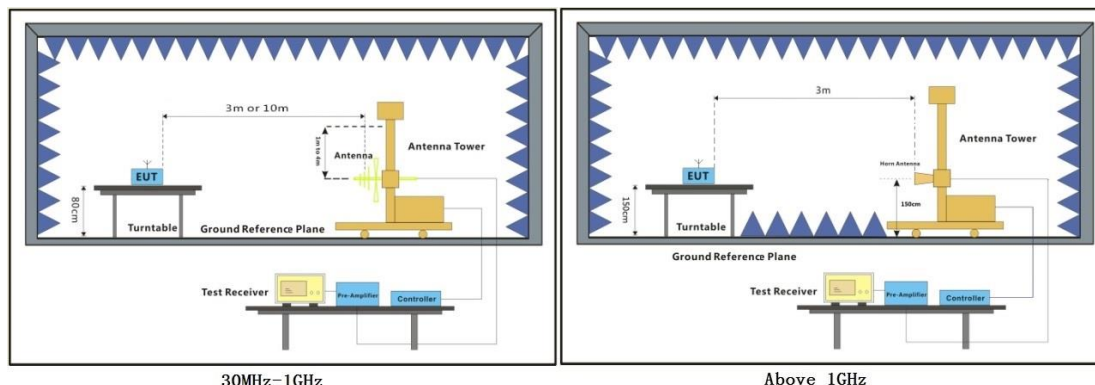 3m or 10m
1m to 4m
Antenna
Antenna Tower
EUT
80cm
Turntable
Ground Reference Plane
Test Receiver
Pre-Amplifier
Controller
30MHz-1GHz
3m
Antenna Tower
Horn Antenna
EUT
150cm
150cm
Turntable
Ground Reference Plane
Test Receiver
Pre-Amplifier
Controller
Above 1GHz